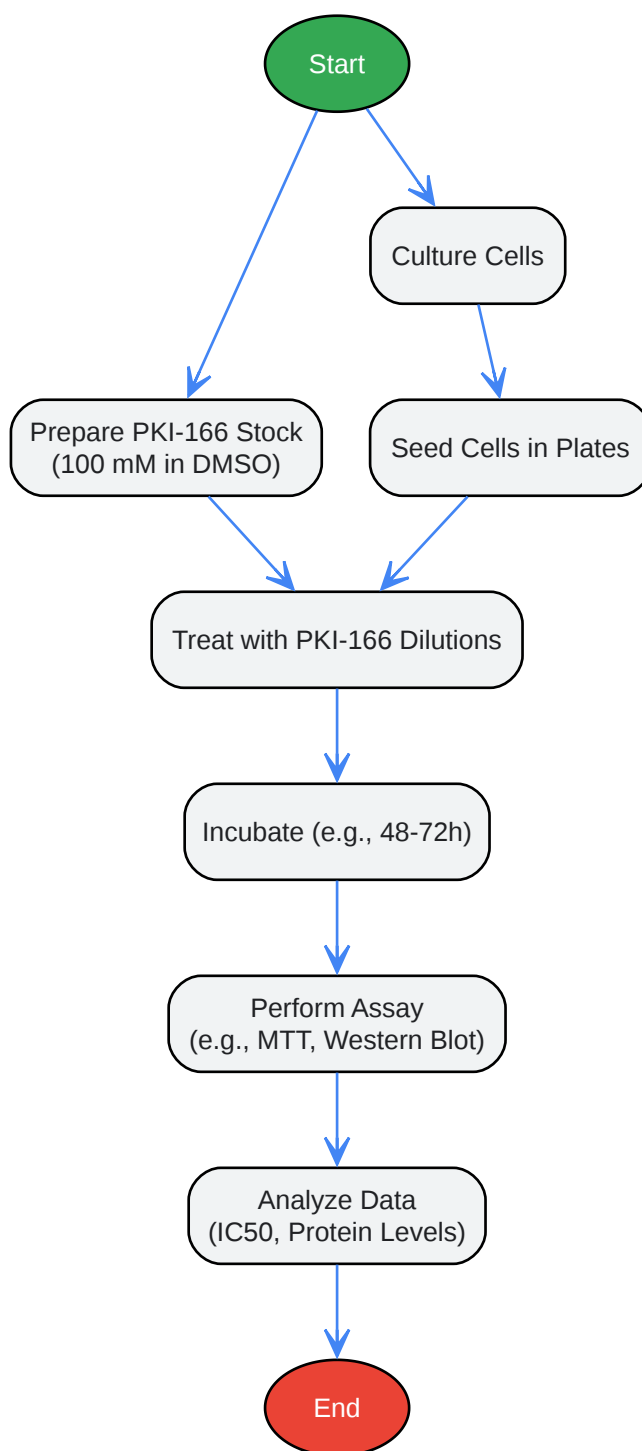 Start
Culture Cells
Prepare PKI-166 Stock
(100 mM in DMSO)
Seed Cells in Plates
Treat with PKI-166 Dilutions
Incubate (e.g., 48-72h)
Perform Assay
(e.g., MTT, Western Blot)
Analyze Data
(IC50, Protein Levels)
End